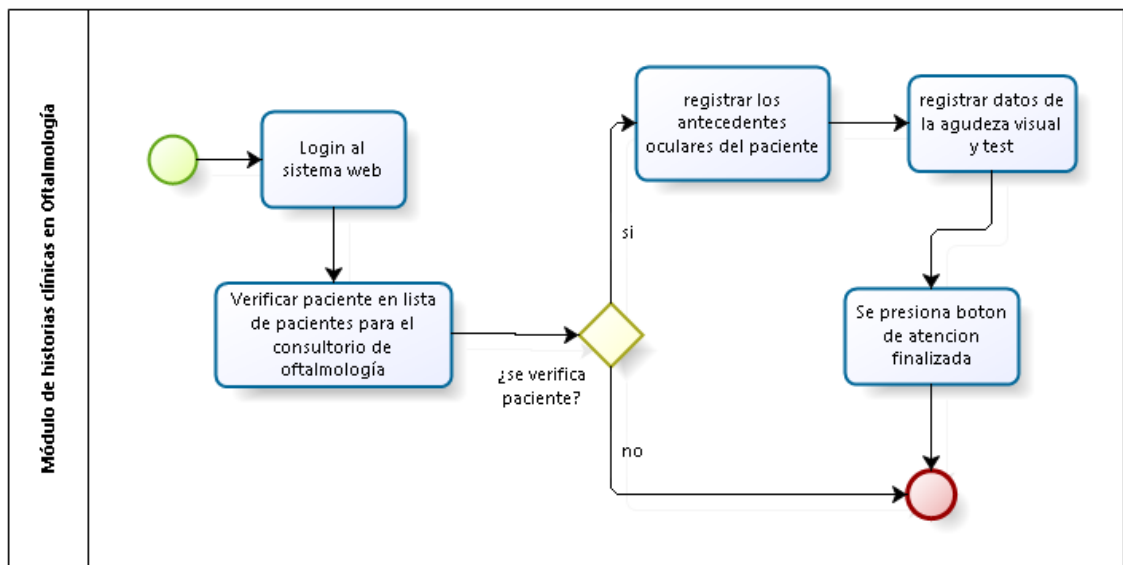 Módulo de historias clínicas en Oftalmología
Login al
sistema web
Verificar paciente en lista
de pacientes para el
consultorio de
oftalmología
¿se verifica
paciente?
si
no
registrar los
antecedentes
oculares del paciente
registrar datos de
la agudeza visual
y test
Se presiona boton
de atencion
finalizada